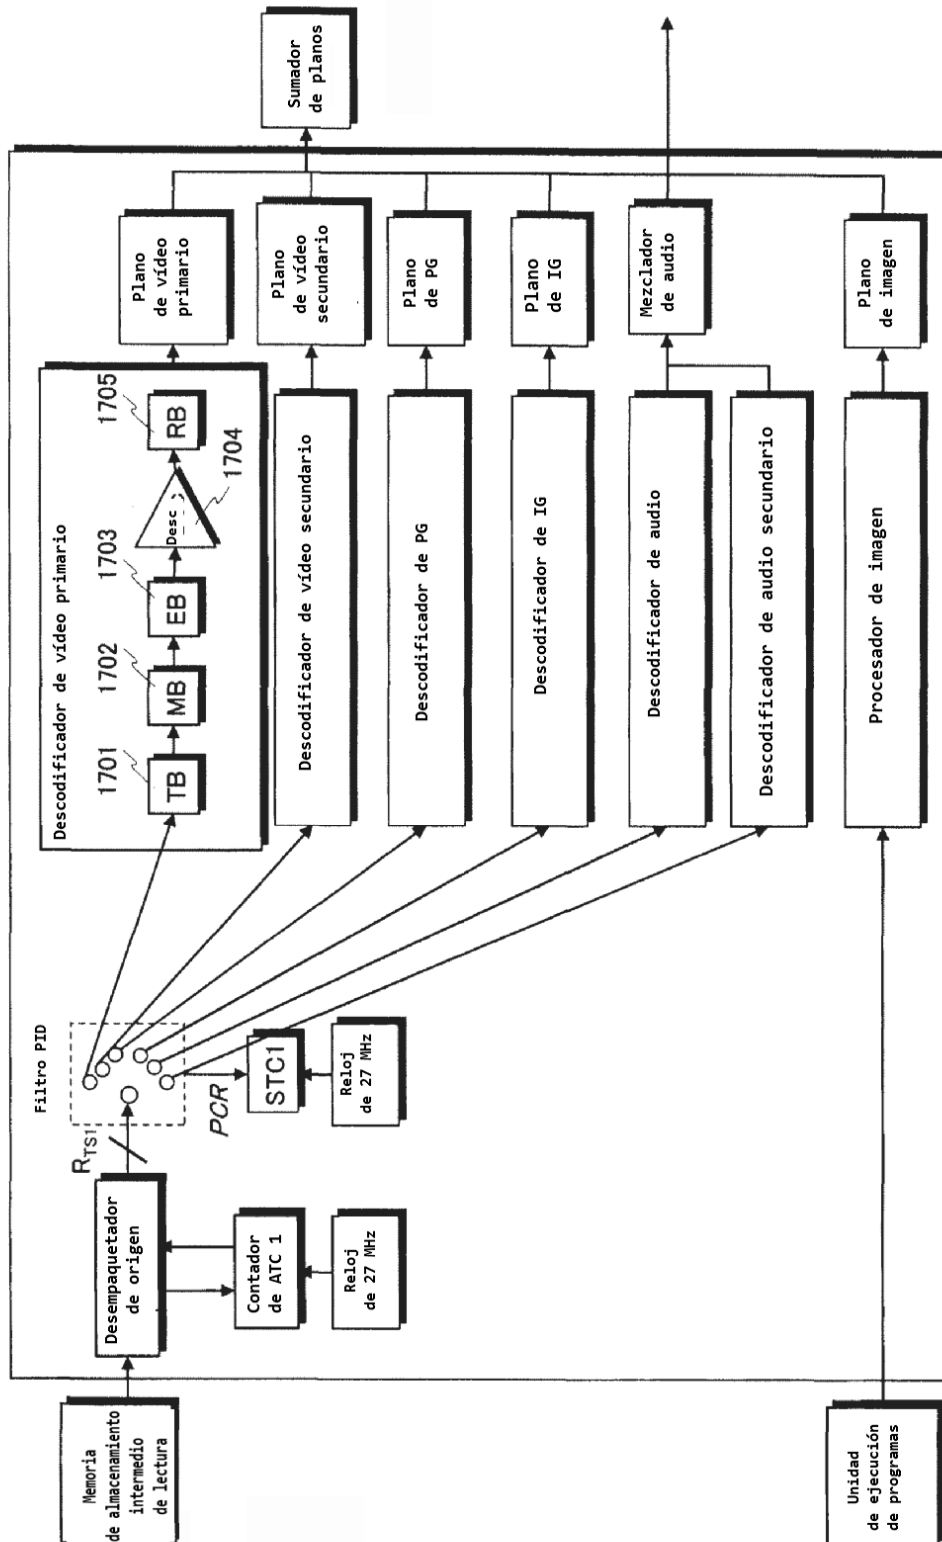 Memoria
de almacenamiento
intermedio
de lectura
Desempaquetador
de origen
Contador
de ATC 1
Reloj
de 27 MHz
RTS1
Filtro PID
PCR
STC1
Reloj
de 27 MHz
Descodificador de vídeo primario
1701
TB
1702
MB
1703
EB
Desc
1704
1705
RB
Plano
de vídeo
primario
Descodificador de vídeo secundario
Plano
de vídeo
secundario
Descodificador de PG
Plano
de PG
Descodificador de IG
Plano
de IG
Descodificador de audio
Descodificador de audio secundario
Mezclador
de audio
Unidad
de ejecución
de programas
Procesador de imagen
Plano
de imagen
Sumador
de planos